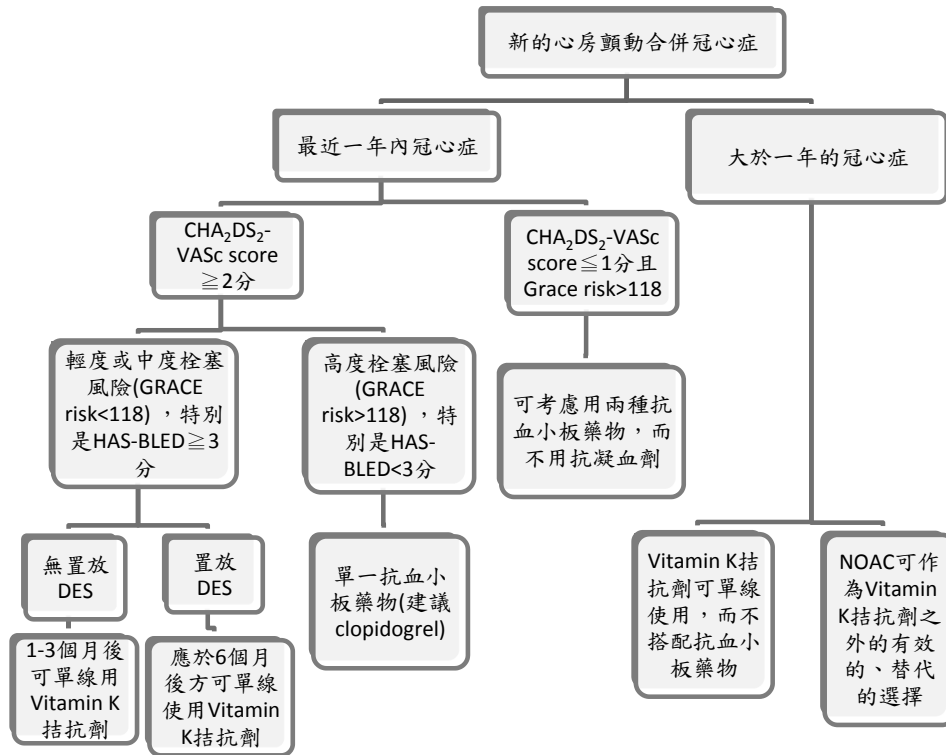 新的心房顫動合併冠心症
最近一年內冠心症
大於一年的冠心症
CHA₂DS₂-
VASc score
≧2分
CHA₂DS₂-VASc
score≦1分且
Grace risk>118
輕度或中度栓塞
風險(GRACE
risk<118) ，特別
是HAS-BLED≧3
分
高度栓塞風險
(GRACE
risk>118) ，特
別是HAS-
BLED<3分
可考慮用兩種抗
血小板藥物，而
不用抗凝血劑
無置放
DES
置放
DES
單一抗血小
板藥物(建議
clopidogrel)
Vitamin K拮
抗劑可單線
使用，而不
搭配抗血小
板藥物
NOAC可作
為Vitamin
K拮抗劑之
外的有效
的、替代
的選擇
1-3個月後
可單線用
Vitamin K
拮抗劑
應於6個月
後方可單線
使用Vitamin
K拮抗劑